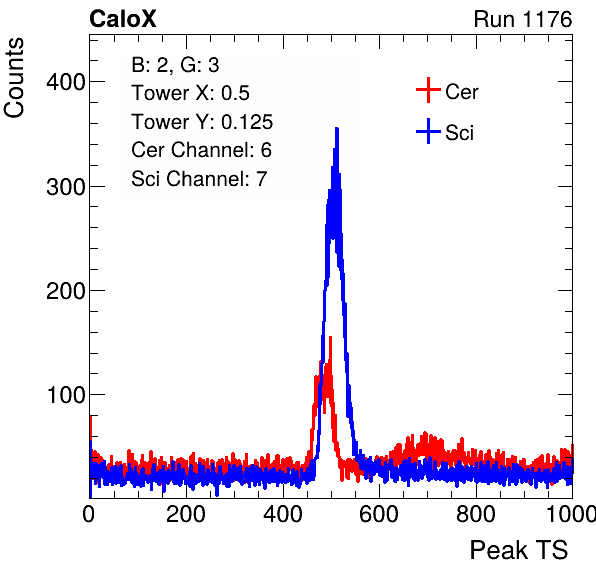 CaloX Run 1176
Counts
B: 2, G: 3
Tower X: 0.5
Tower Y: 0.125
Cer Channel: 6
Sci Channel: 7
Cer
Sci
400
300
200
100
0 200 400 600 800 1000
Peak TS